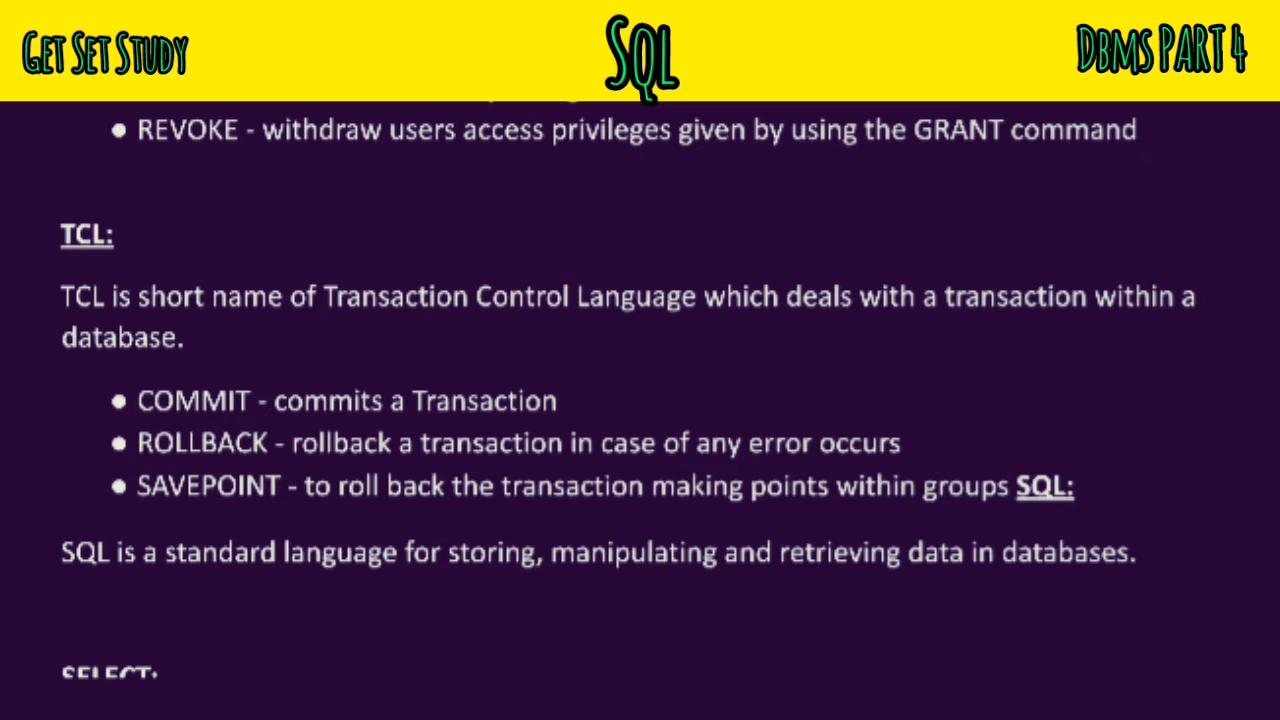 Get Set Study
Sql
Dbms PART 4
● REVOKE - withdraw users access privileges given by using the GRANT command
TCL:
TCL is short name of Transaction Control Language which deals with a transaction within a
database.
● COMMIT - commits a Transaction
● ROLLBACK - rollback a transaction in case of any error occurs
● SAVEPOINT - to roll back the transaction making points within groups SQL:
SQL is a standard language for storing, manipulating and retrieving data in databases.
SELECT: